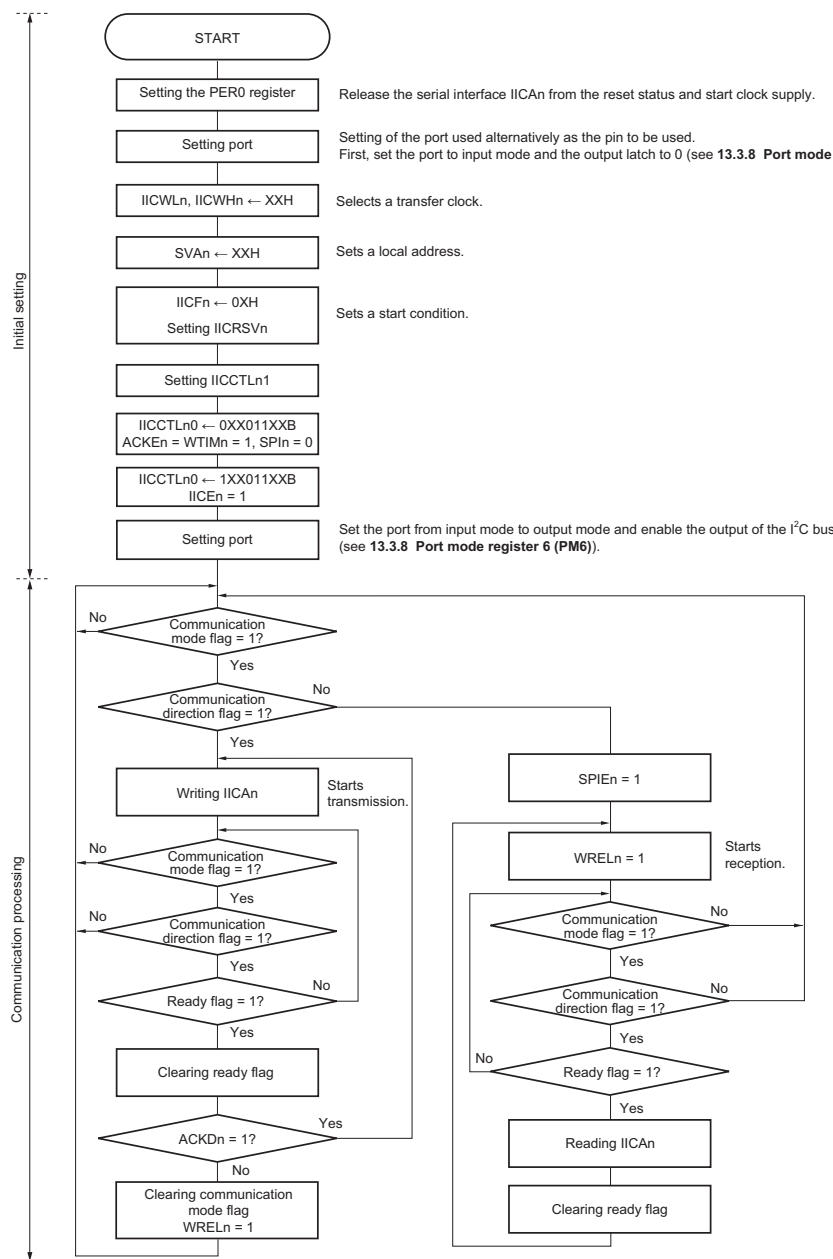 START
Setting the PER0 register
Release the serial interface IICAn from the reset status and start clock supply.
Setting port
Setting of the port used alternatively as the pin to be used.
First, set the port to input mode and the output latch to 0 (see 13.3.8 Port mode
IICWLn, IICWHn ← XXH
Selects a transfer clock.
SVAn ← XXH
Sets a local address.
IICFn ← 0XH
Setting IICRSVn
Sets a start condition.
Setting IICCTLn1
IICCTLn0 ← 0XX011XXB
ACKEn = WTIMn = 1, SPIn = 0
IICCTLn0 ← 1XX011XXB
IICEn = 1
Setting port
Set the port from input mode to output mode and enable the output of the I²C bus
(see 13.3.8 Port mode register 6 (PM6)).
Initial setting
No
Communication
mode flag = 1?
Yes
Communication
direction flag = 1?
No
Yes
Writing IICAn
Starts
transmission.
No
Communication
mode flag = 1?
Yes
No
Communication
direction flag = 1?
Yes
Ready flag = 1?
No
Yes
Clearing ready flag
ACKDn = 1?
Yes
No
Clearing communication
mode flag
WRELn = 1
SPIEn = 1
WRELn = 1
Starts
reception.
Communication
mode flag = 1?
No
Yes
Communication
direction flag = 1?
No
Yes
No
Ready flag = 1?
Yes
Reading IICAn
Clearing ready flag
Communication processing